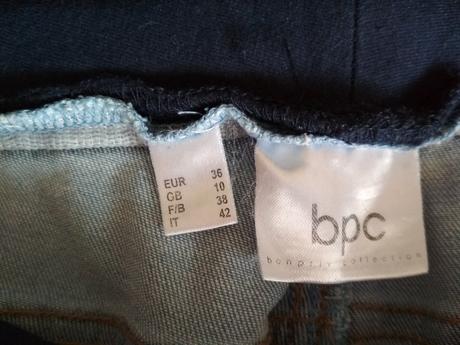 EUR 36
GB 10
F/B 38
IT 42
bpc
bonprix collection